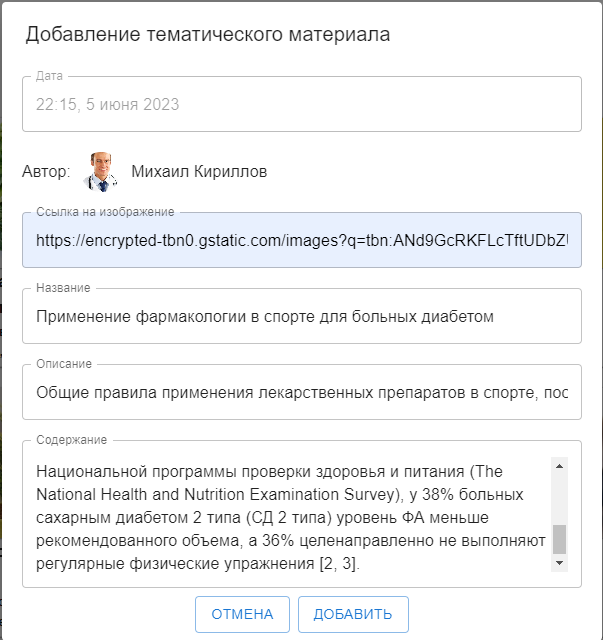 Добавление тематического материала
Дата
22:15, 5 июня 2023
Автор: Михаил Кириллов
Ссылка на изображение
https://encrypted-tbn0.gstatic.com/images?q=tbn:ANd9GcRKFLcTftUDbZU
Название
Применение фармакологии в спорте для больных диабетом
Описание
Общие правила применения лекарственных препаратов в спорте, пос
Содержание
Национальной программы проверки здоровья и питания (The
National Health and Nutrition Examination Survey), у 38% больных
сахарным диабетом 2 типа (СД 2 типа) уровень ФА меньше
рекомендованного объема, а 36% целенаправленно не выполняют
регулярные физические упражнения [2, 3].
ОТМЕНА ДОБАВИТЬ